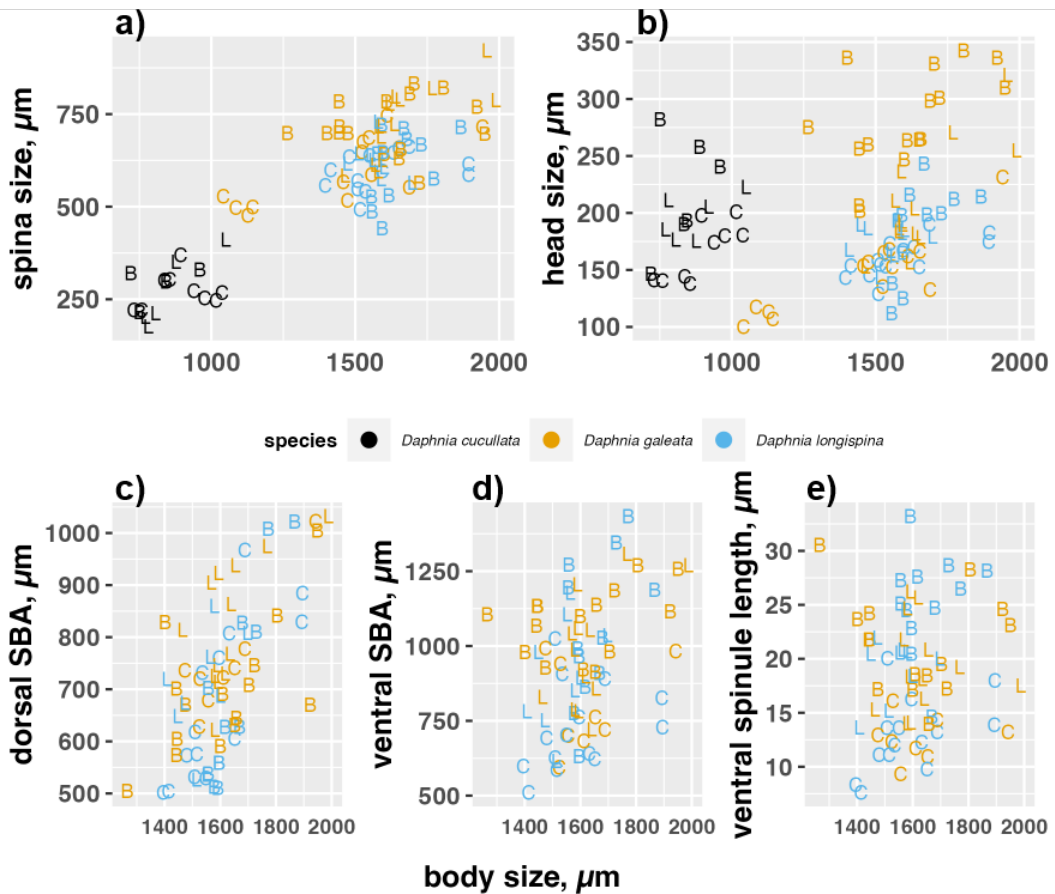 a)
spina size, µm
750
500
250
1000
1500
2000
b)
head size, µm
350
300
250
200
150
100
1000
1500
2000
species
Daphnia cucullata
Daphnia galeata
Daphnia longispina
c)
dorsal SBA, µm
1000
900
800
700
600
500
1400
1600
1800
2000
d)
ventral SBA, µm
1250
1000
750
500
1400
1600
1800
2000
e)
ventral spinule length, µm
30
25
20
15
10
1400
1600
1800
2000
body size, µm